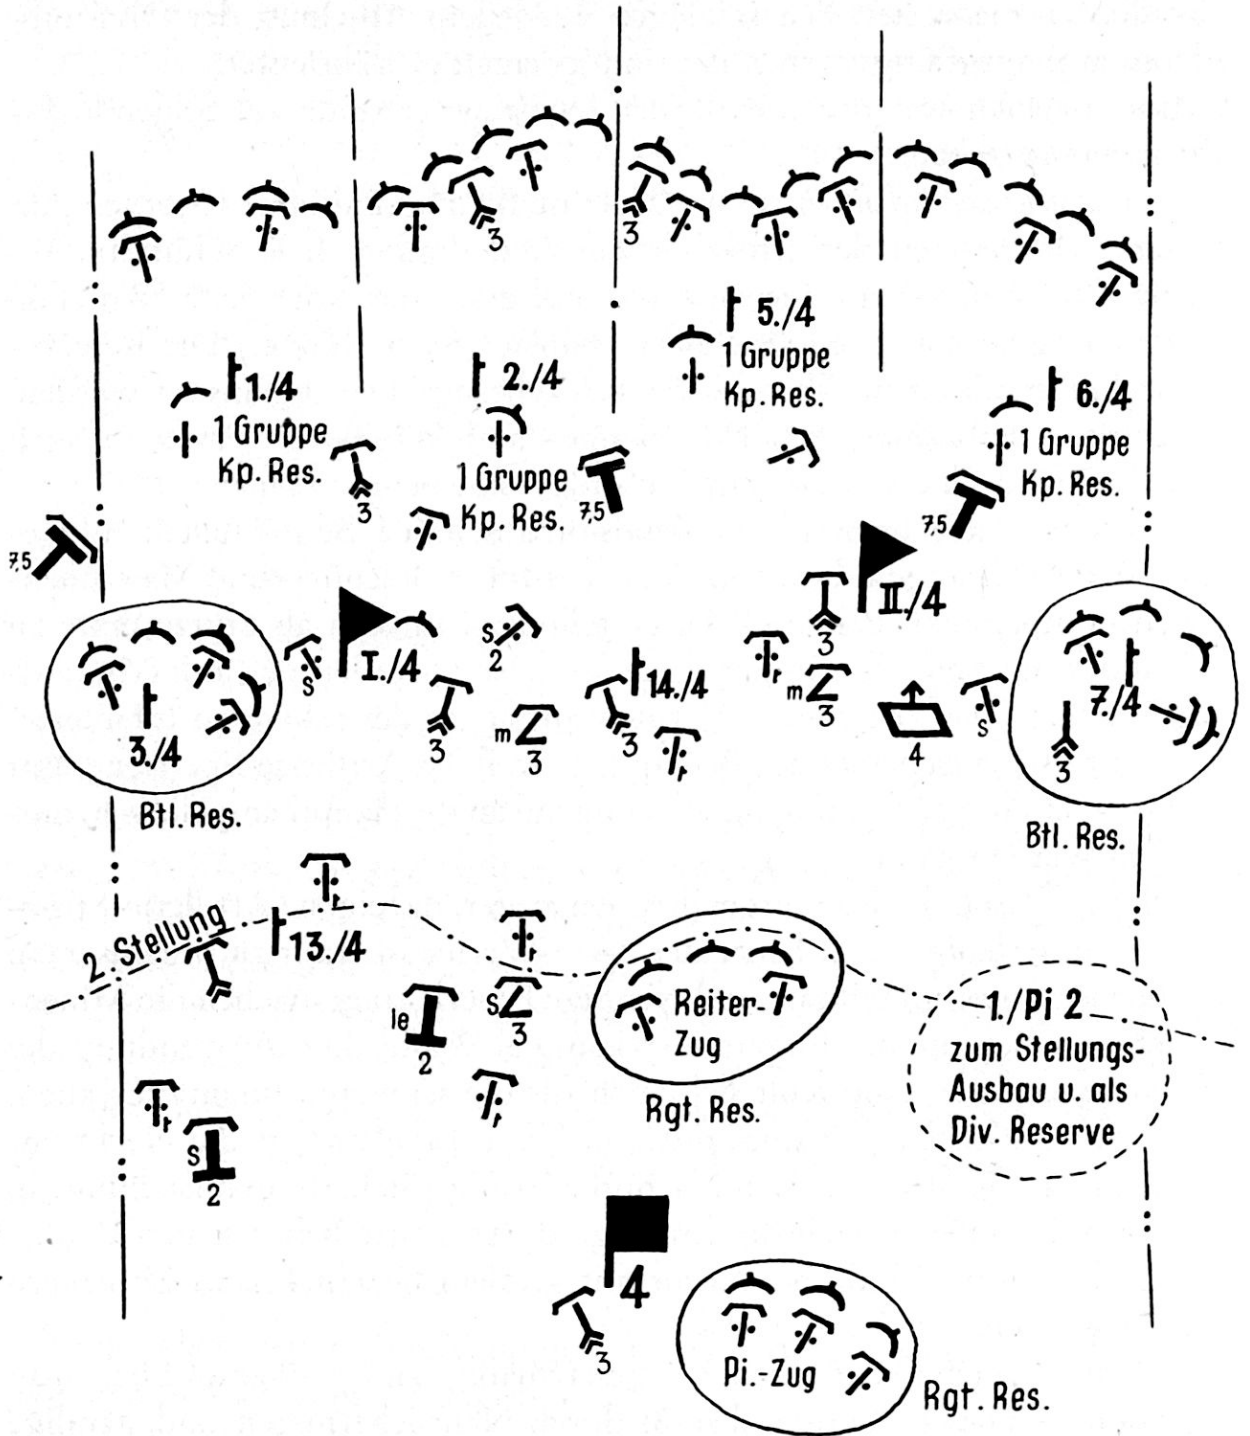 3
3
5./4
1 Gruppe
Kp. Res.
1./4
1 Gruppe
Kp. Res.
2./4
1 Gruppe
Kp. Res.
6./4
1 Gruppe
Kp. Res.
3
7,5
7,5
7,5
I./4
s
s
2
II./4
3
3./4
Btl. Res.
3
m
3
14./4
3
r
r
m
3
4
s
7./4
3
Btl. Res.
2. Stellung
r
13./4
r
le
2
s
3
r
Reiter-
Zug
Rgt. Res.
1./Pi 2
zum Stellungs-
Ausbau u. als
Div. Reserve
r
s
2
4
3
Pi.-Zug
Rgt. Res.